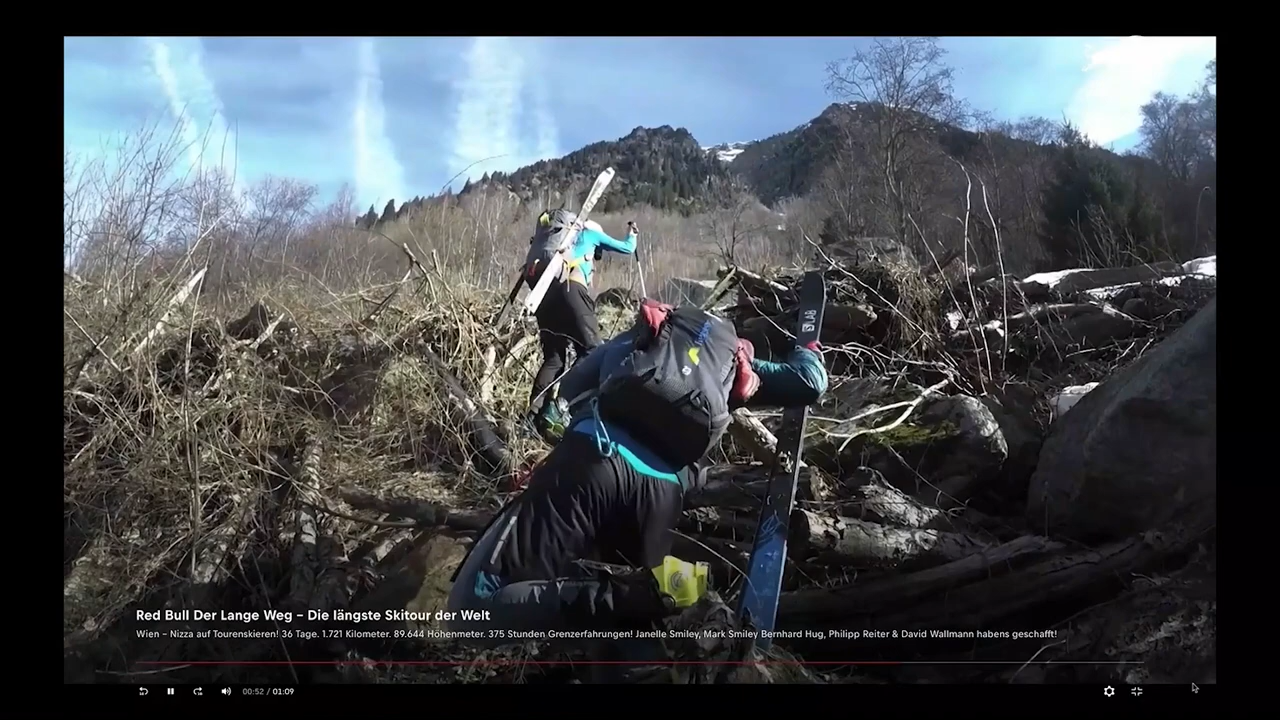 LAB
Red Bull Der Lange Weg – Die längste Skitour der Welt
Wien – Nizza auf Tourenskieren! 36 Tage. 1.721 Kilometer. 89.644 Höhenmeter. 375 Stunden Grenzerfahrungen! Janelle Smiley, Mark Smiley Bernhard Hug, Philipp Reiter & David Wallmann habens geschafft!
00:52 / 01:09